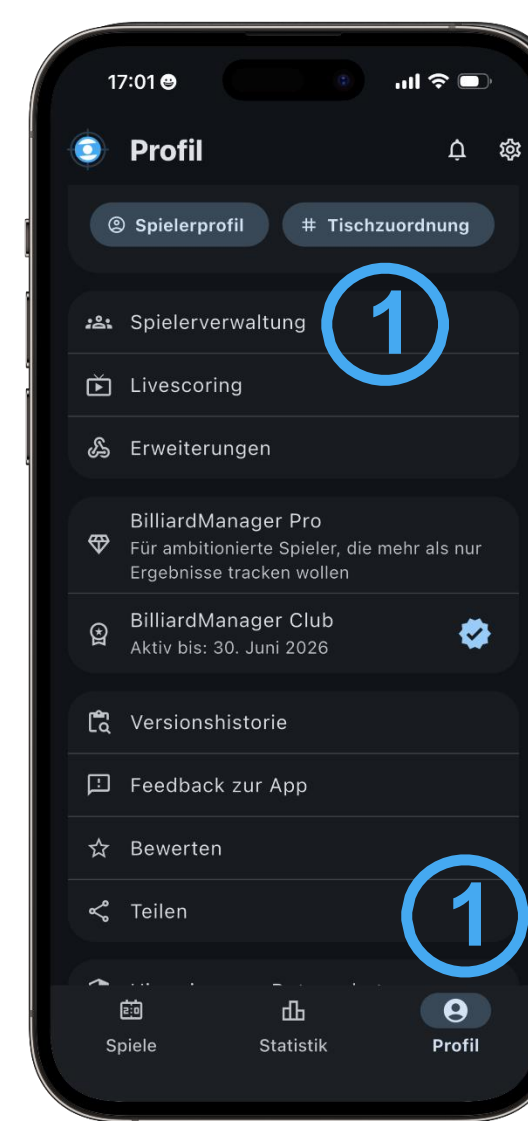 17:01
Profil
Spielerprofil
# Tischzuordnung
Spielerverwaltung
1
Livescoring
Erweiterungen
BilliardManager Pro
Für ambitionierte Spieler, die mehr als nur
Ergebnisse tracken wollen
BilliardManager Club
Aktiv bis: 30. Juni 2026
Versionshistorie
Feedback zur App
Bewerten
Teilen
1
Spiele
Statistik
Profil